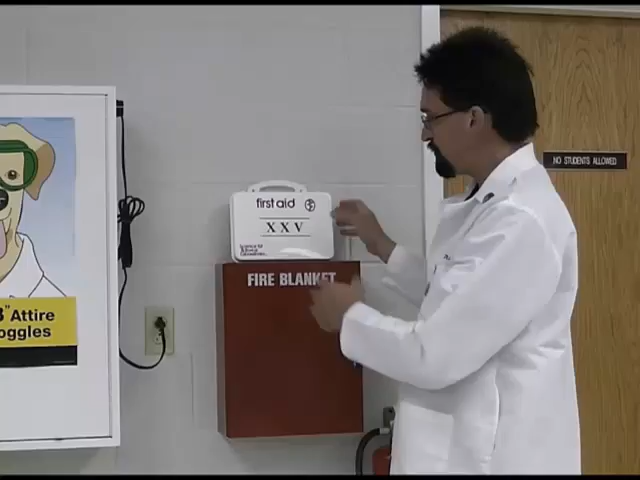 first aid
XXV
FIRE BLANKET
NO STUDENTS ALLOWED
Attire
oggles